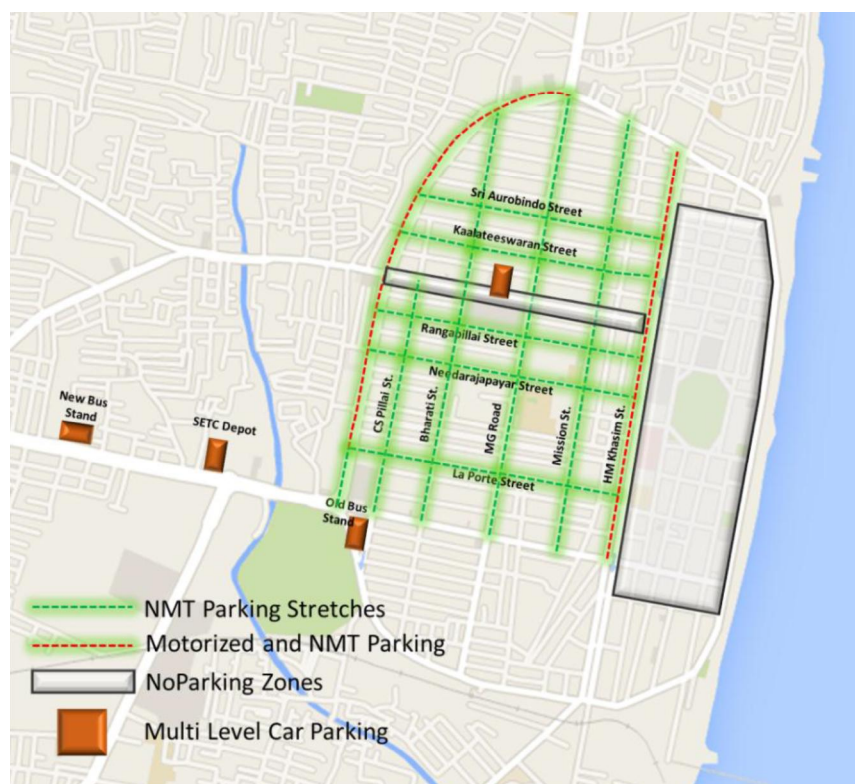 Sri Aurobindo Street
Kaalateeswaran Street
Rangapillai Street
Needarajapayar Street
CS Pillai St.
Bharati St.
MG Road
Mission St.
HM Khasim St.
New Bus
Stand
SETC Depot
La Porte Street
Old Bus
Stand
NMT Parking Stretches
Motorized and NMT Parking
NoParking Zones
Multi Level Car Parking